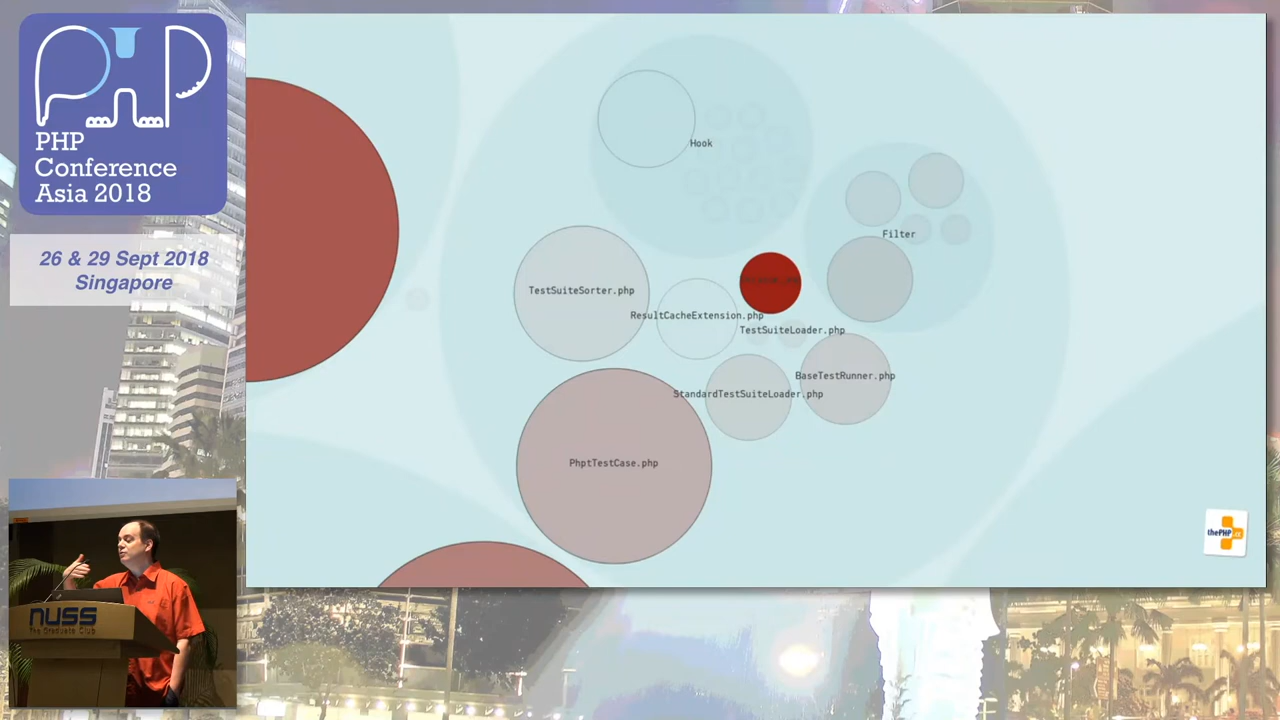 PHP
PHP
Conference
Asia 2018
26 & 29 Sept 2018
Singapore
Hook
Filter
TestSuiteSorter.php
ResultCacheExtension.php
TestSuiteLoader.php
BaseTestRunner.php
StandardTestSuiteLoader.php
PhptTestCase.php
thePHP.cc
NUSS
The Graduate Club